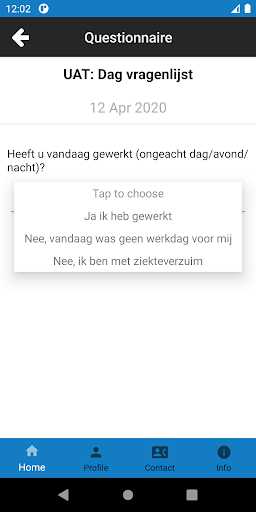 12:02
Questionnaire
UAT: Dag vragenlijst
12 Apr 2020
Heeft u vandaag gewerkt (ongeacht dag/avond/
nacht)?
Tap to choose
Ja ik heb gewerkt
Nee, vandaag was geen werkdag voor mij
Nee, ik ben met ziekteverzuim
Home Profile Contact Info